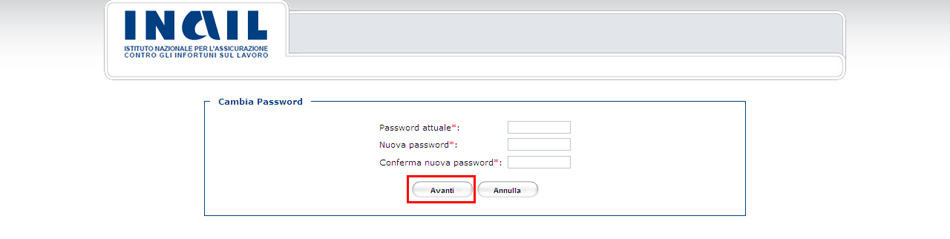 INAIL
ISTITUTO NAZIONALE PER L'ASSICURAZIONE
CONTRO GLI INFORTUNI SUL LAVORO
Cambia Password
Password attuale*:
Nuova password*:
Conferma nuova password*:
Avanti Annulla